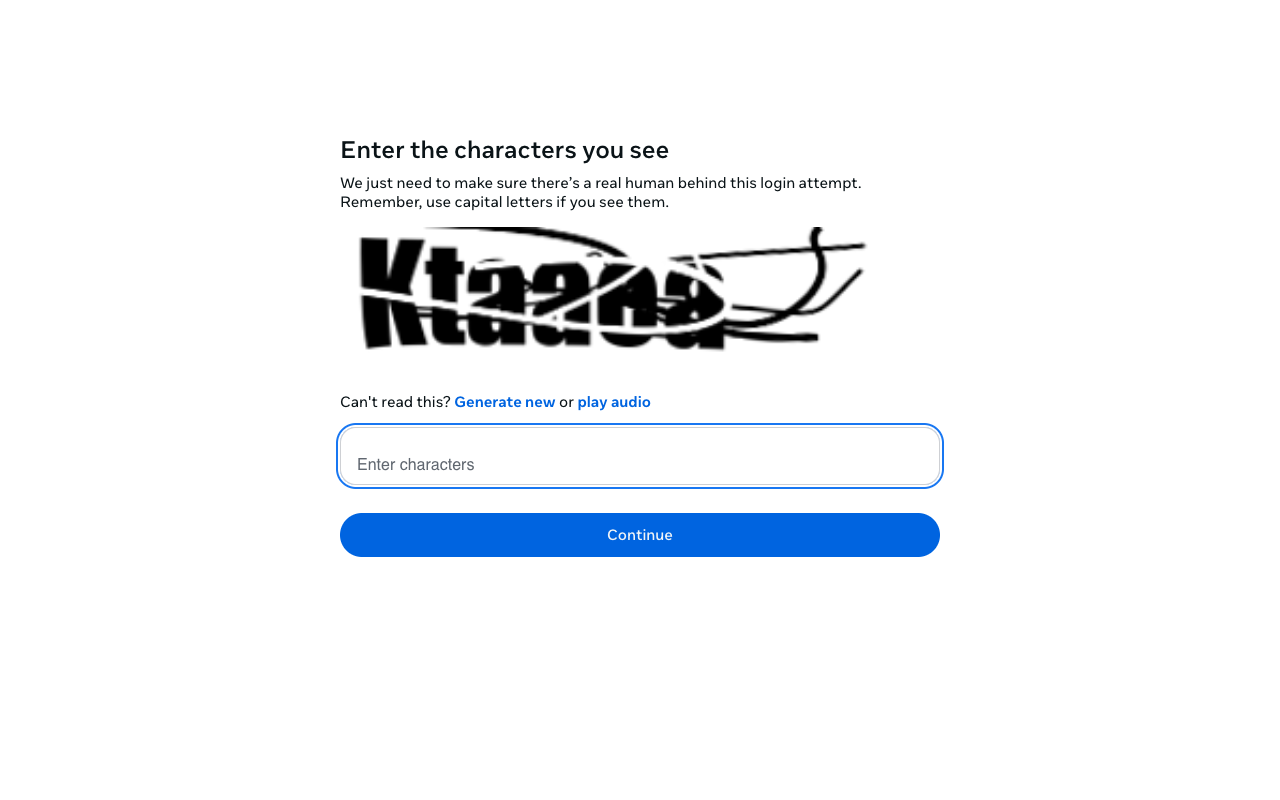 Enter the characters you see
We just need to make sure there's a real human behind this login attempt.
Remember, use capital letters if you see them.
Can't read this? Generate new or play audio
Enter characters
Continue